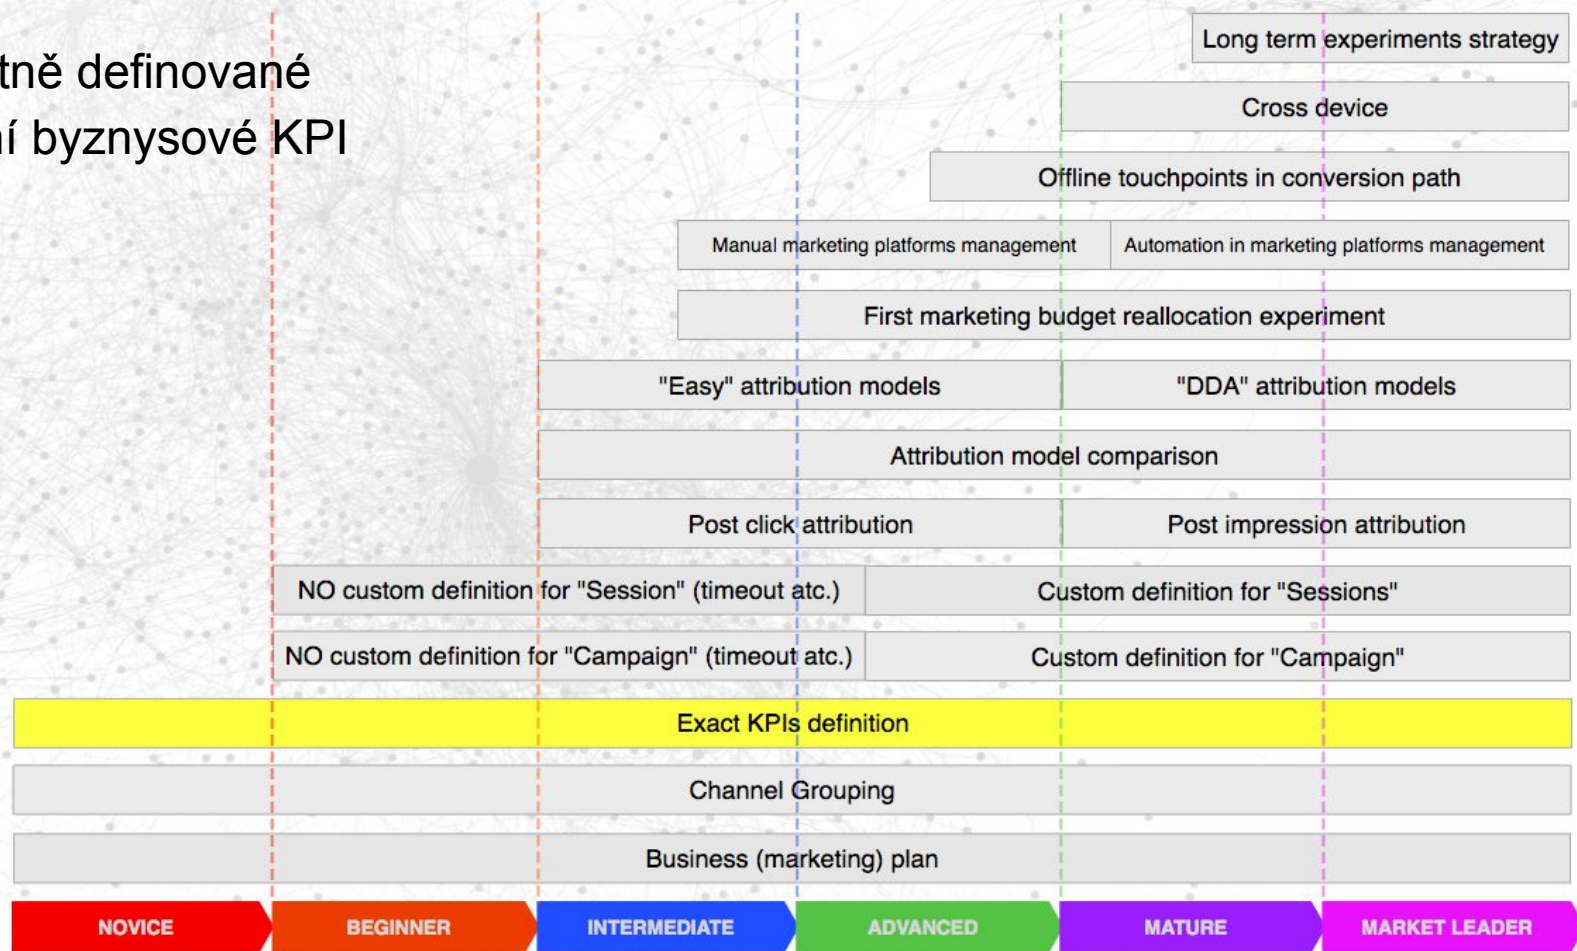 tně definované
ní byznysové KPI
Long term experiments strategy
Cross device
Offline touchpoints in conversion path
Manual marketing platforms management
Automation in marketing platforms management
First marketing budget reallocation experiment
"Easy" attribution models
"DDA" attribution models
Attribution model comparison
Post click attribution
Post impression attribution
NO custom definition for "Session" (timeout atc.)
Custom definition for "Sessions"
NO custom definition for "Campaign" (timeout atc.)
Custom definition for "Campaign"
Exact KPIs definition
Channel Grouping
Business (marketing) plan
NOVICE
BEGINNER
INTERMEDIATE
ADVANCED
MATURE
MARKET LEADER